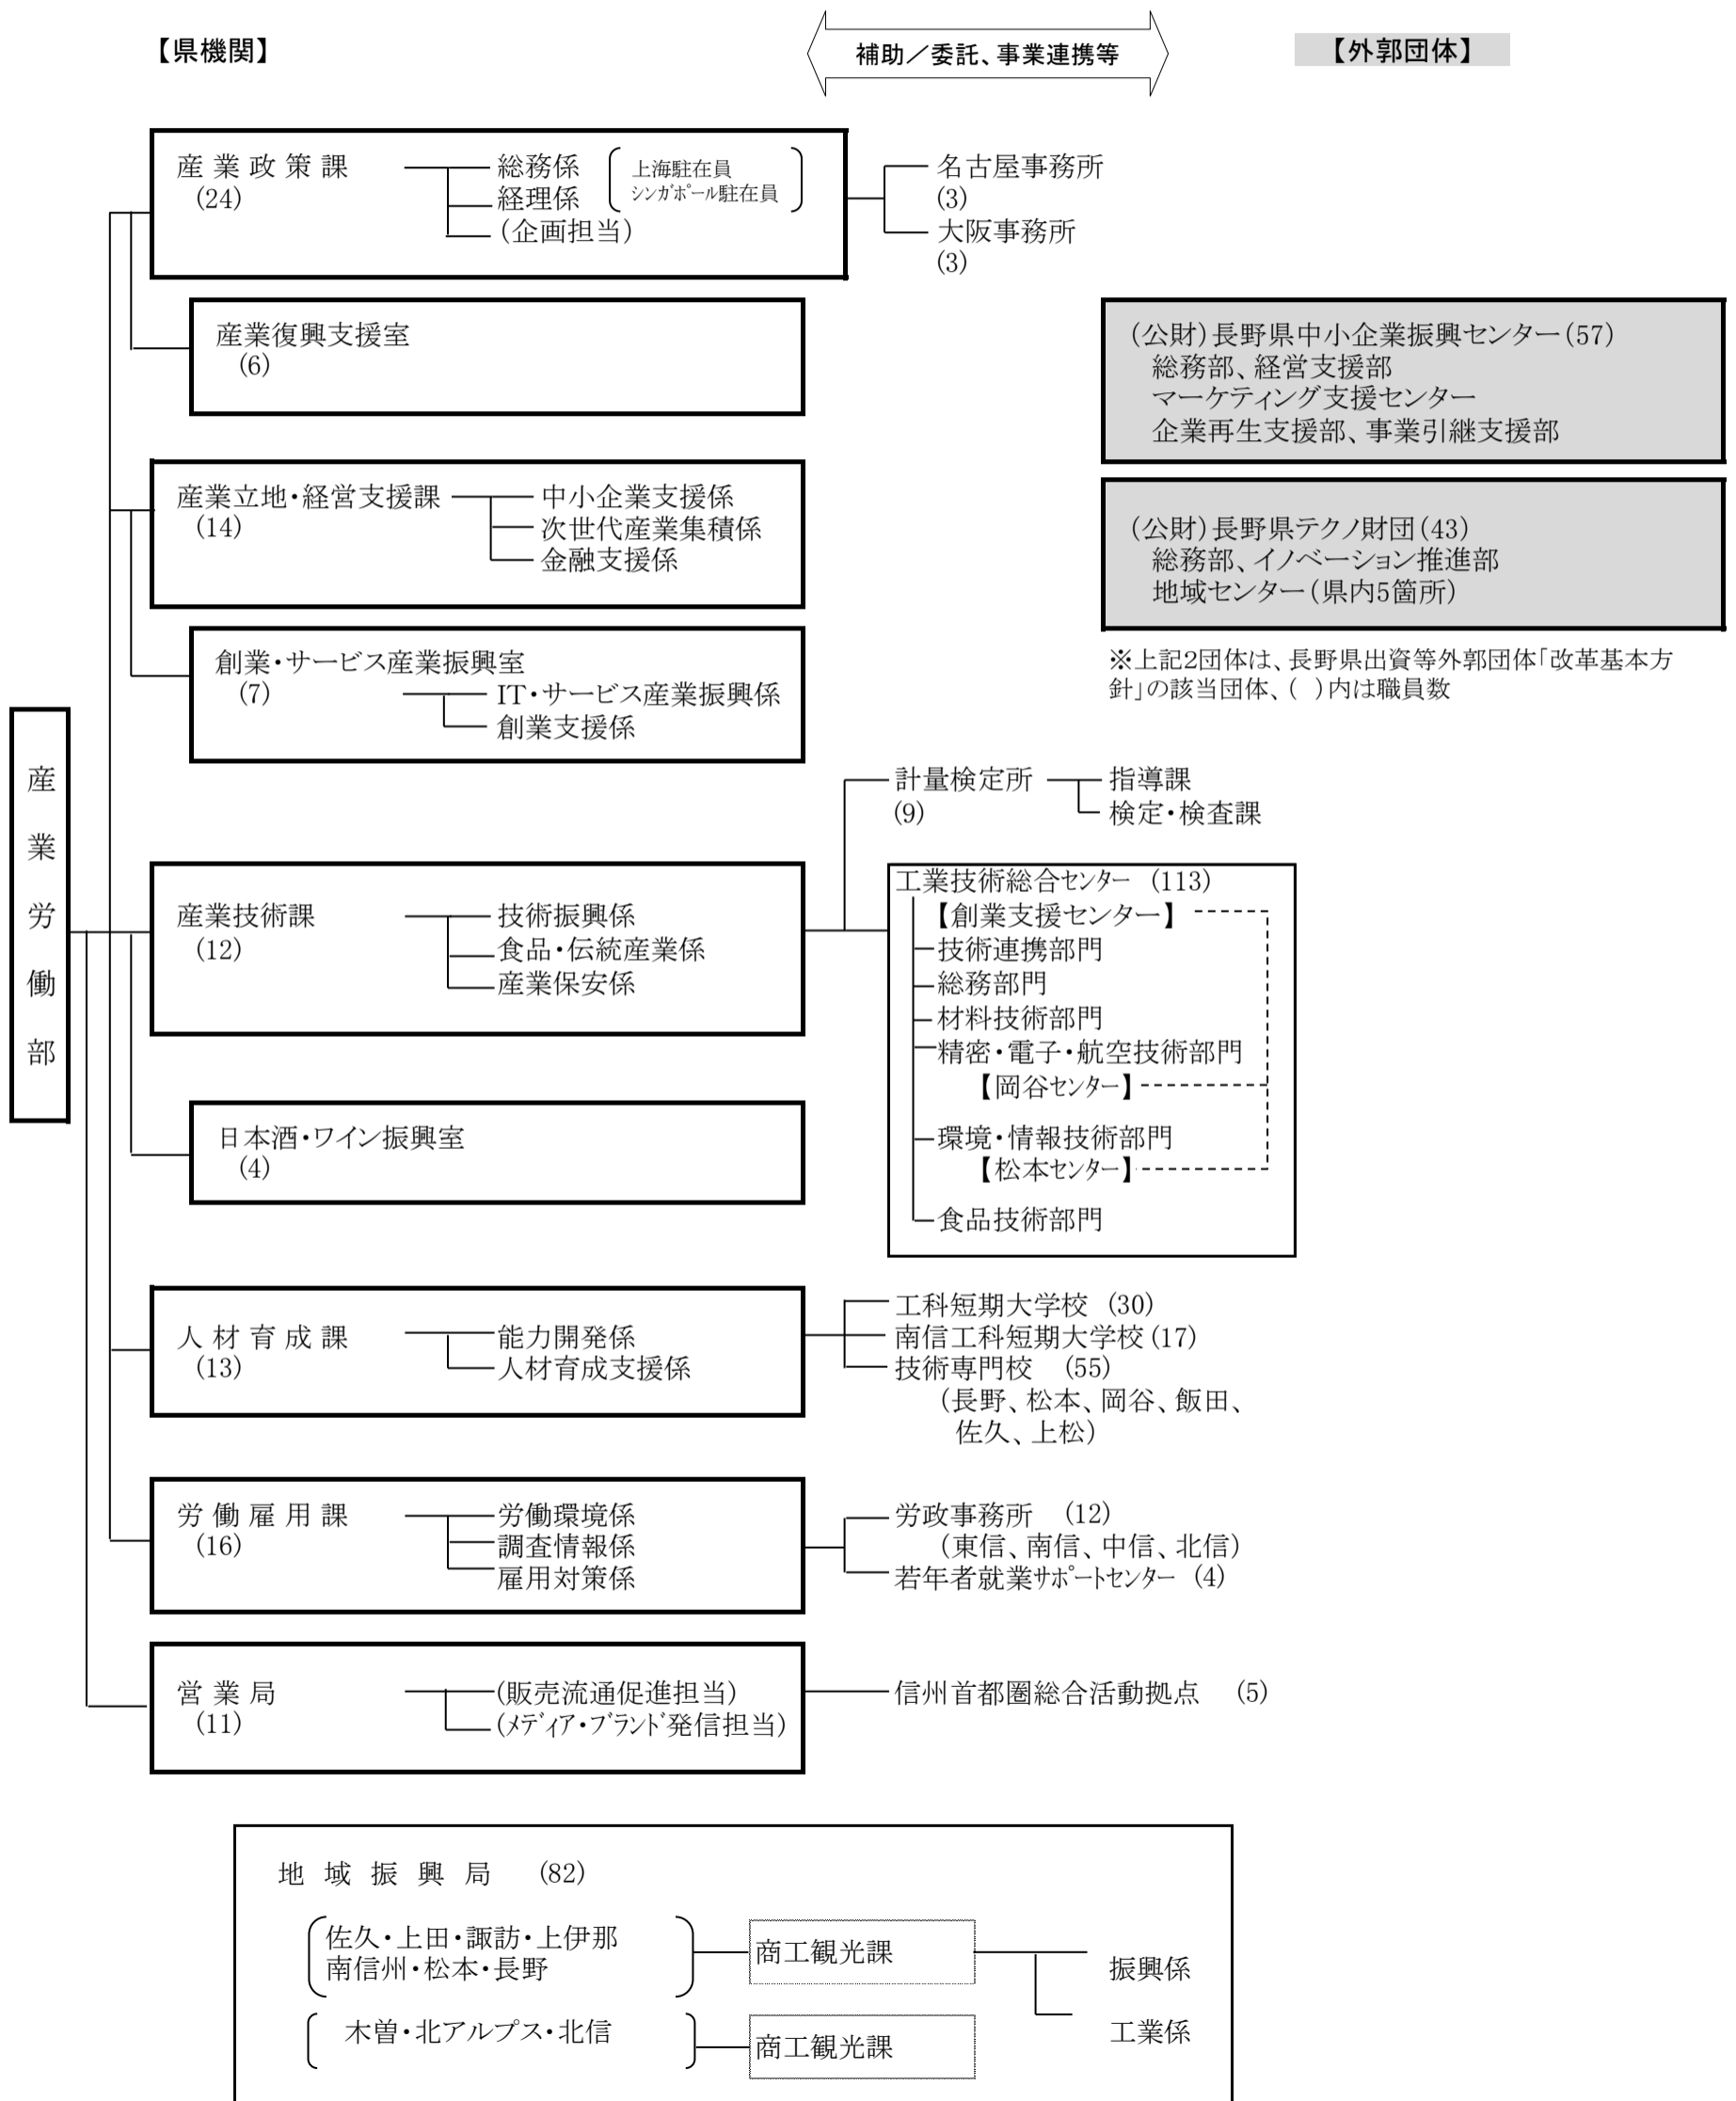 【県機関】
補助／委託、事業連携等
【外郭団体】
産業政策課
(24)
総務係
経理係
(企画担当)
上海駐在員
ｼﾝｶﾞﾎﾟｰﾙ駐在員
名古屋事務所
(3)
大阪事務所
(3)
産業復興支援室
(6)
(公財)長野県中小企業振興センター(57)
総務部、経営支援部
マーケティング支援センター
企業再生支援部、事業引継支援部
産業立地・経営支援課
(14)
中小企業支援係
次世代産業集積係
金融支援係
(公財)長野県テクノ財団(43)
総務部、イノベーション推進部
地域センター(県内5箇所)
※上記2団体は、長野県出資等外郭団体「改革基本方
針」の該当団体、( )内は職員数
創業・サービス産業振興室
(7)
IT・サービス産業振興係
創業支援係
産業労働部
計量検定所
(9)
指導課
検定・検査課
産業技術課
(12)
技術振興係
食品・伝統産業係
産業保安係
工業技術総合ｾﾝﾀｰ (113)
【創業支援センター】
技術連携部門
総務部門
材料技術部門
精密・電子・航空技術部門
【岡谷ｾﾝﾀｰ】
環境・情報技術部門
【松本ｾﾝﾀｰ】
食品技術部門
日本酒・ワイン振興室
(4)
人材育成課
(13)
能力開発係
人材育成支援係
工科短期大学校 (30)
南信工科短期大学校(17)
技術専門校 (55)
(長野、松本、岡谷、飯田、
佐久、上松)
労働雇用課
(16)
労働環境係
調査情報係
雇用対策係
労政事務所 (12)
(東信、南信、中信、北信)
若年者就業ｻﾎﾟｰﾄｾﾝﾀｰ (4)
営業局
(11)
(販売流通促進担当)
(ﾒﾃﾞｨｱ・ﾌﾞﾗﾝﾄﾞ発信担当)
信州首都圏総合活動拠点 (5)
地域振興局 (82)
佐久・上田・諏訪・上伊那
南信州・松本・長野
商工観光課
振興係
工業係
木曽・北アルプス・北信
商工観光課